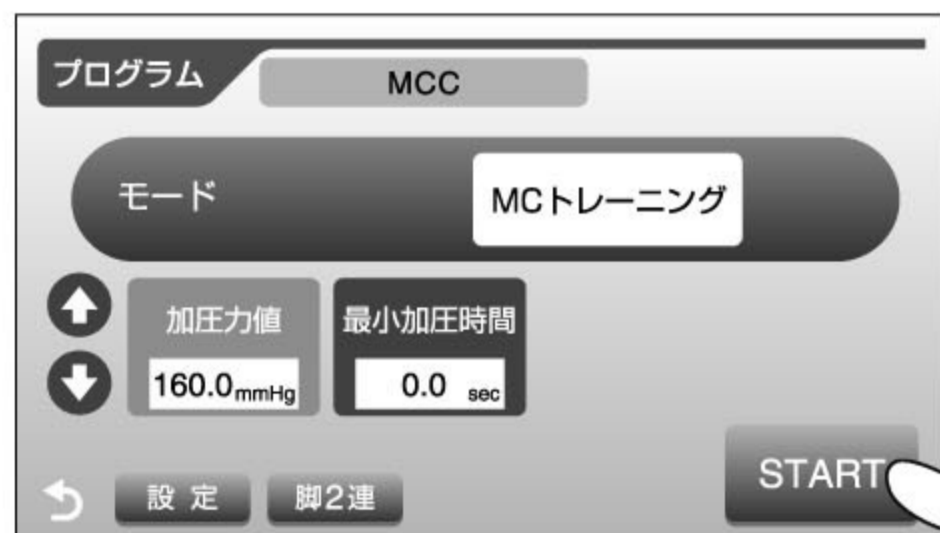 プログラム MCC
モード MCトレーニング
加圧力値 最小加圧時間
160.0mmHg 0.0 sec
START
設定 脚2連